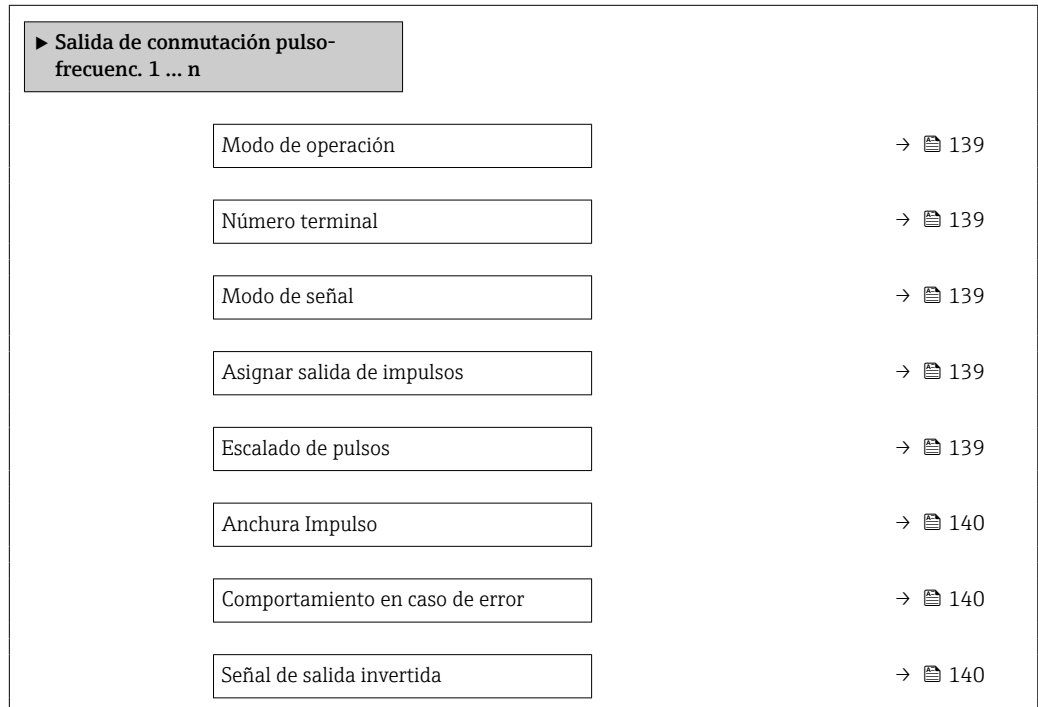 ▶ Salida de conmutación pulso-
frecuenc. 1 … n
Modo de operación → 139
Número terminal → 139
Modo de señal → 139
Asignar salida de impulsos → 139
Escalado de pulsos → 139
Anchura Impulso → 140
Comportamiento en caso de error → 140
Señal de salida invertida → 140